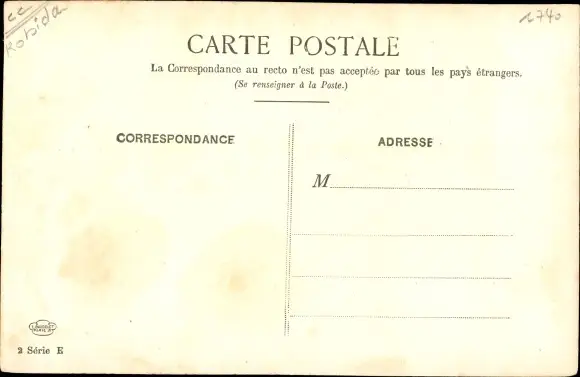 Robida
1740
CARTE POSTALE
La Correspondance au recto n'est pas acceptée par tous les pays étrangers.
(Se renseigner à la Poste.)
CORRESPONDANCE
ADRESSE
M
2 Série E